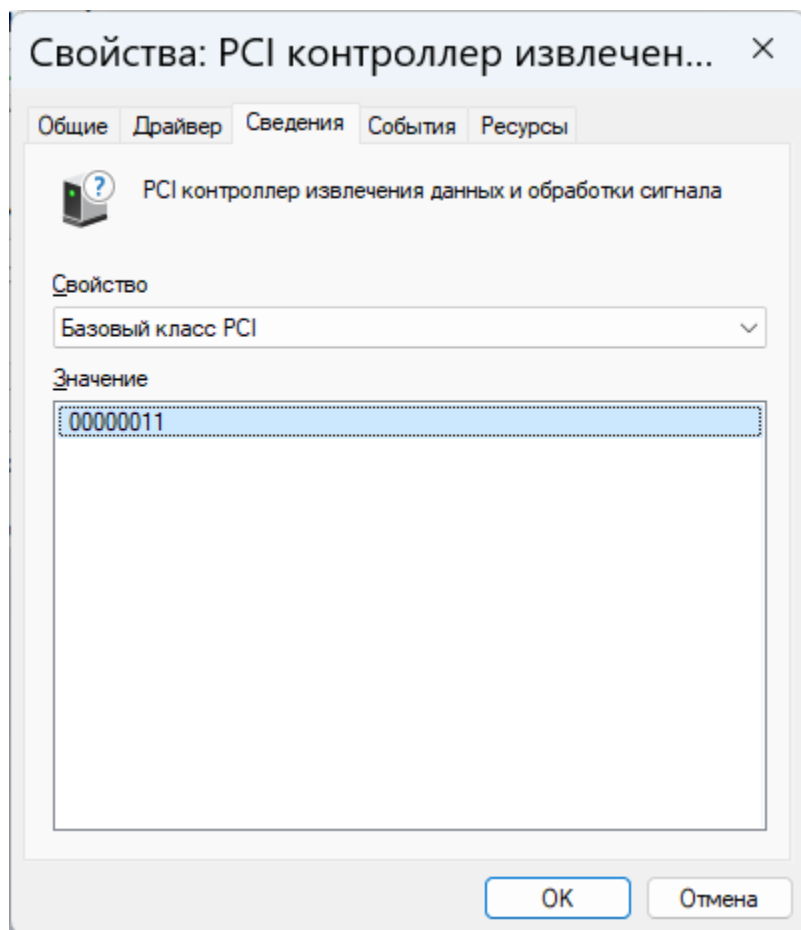 Свойства: PCI контроллер извлечен...
Общие Драйвер Сведения События Ресурсы
PCI контроллер извлечения данных и обработки сигнала
Свойство
Базовый класс PCI
Значение
00000011
OK Отмена